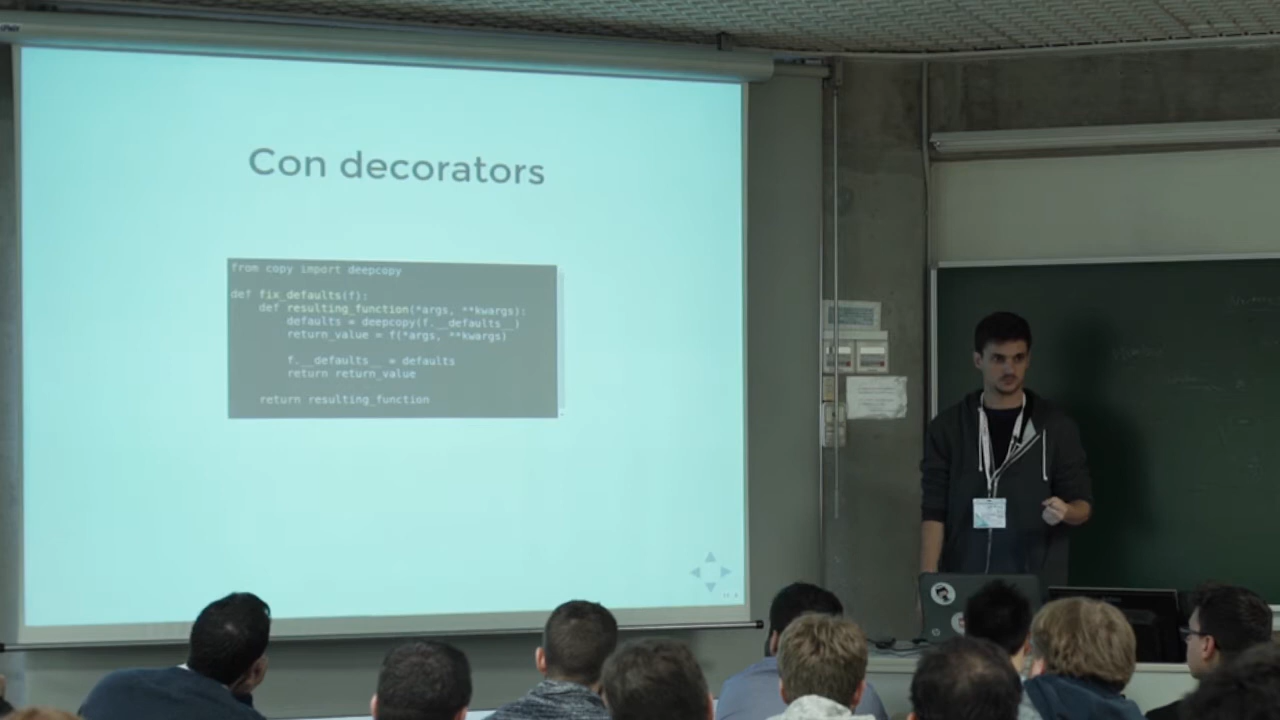 Con decorators
from copy import deepcopy
def fix_defaults(f):
def resulting_function(*args, **kwargs):
defaults = deepcopy(f.__defaults__)
return_value = f(*args, **kwargs)
f.__defaults__ = defaults
return return_value
return resulting_function